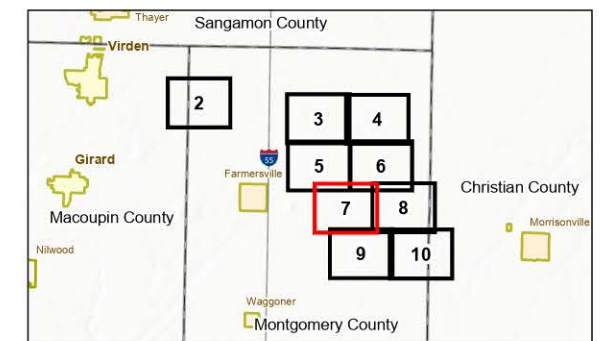 Thayer
Sangamon County
Virden
2
3
4
55
Girard
5
6
Farmersville
Christian County
7
8
Macoupin County
Morrisonville
Nilwood
9
10
Waggoner
Montgomery County